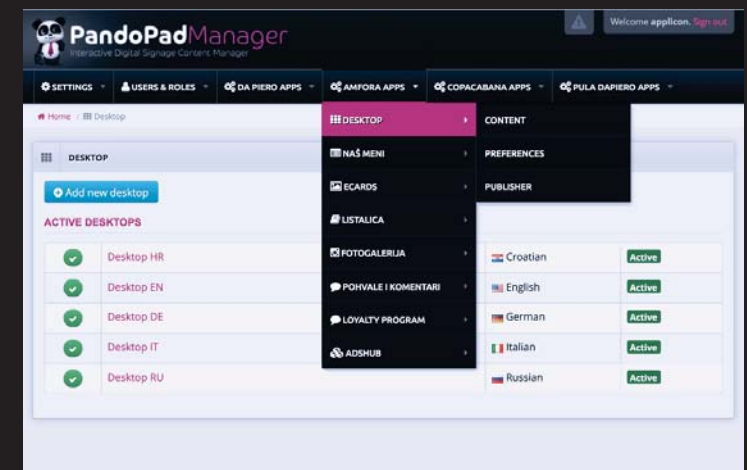 PandoPadManager
Interactive Digital Signage Content Manager
Welcome applicon. Sign out
SETTINGS
USERS & ROLES
DA PIERO APPS
AMFORA APPS
COPACABANA APPS
PULA DAPIERO APPS
Home / Desktop
DESKTOP
CONTENT
NAŠ MENI
PREFERENCES
ECARDS
PUBLISHER
LISTALICA
FOTOGALERIJA
POHVALE I KOMENTARI
LOYALTY PROGRAM
ADSHUB
DESKTOP
Add new desktop
ACTIVE DESKTOPS
Desktop HR Croatian Active
Desktop EN English Active
Desktop DE German Active
Desktop IT Italian Active
Desktop RU Russian Active